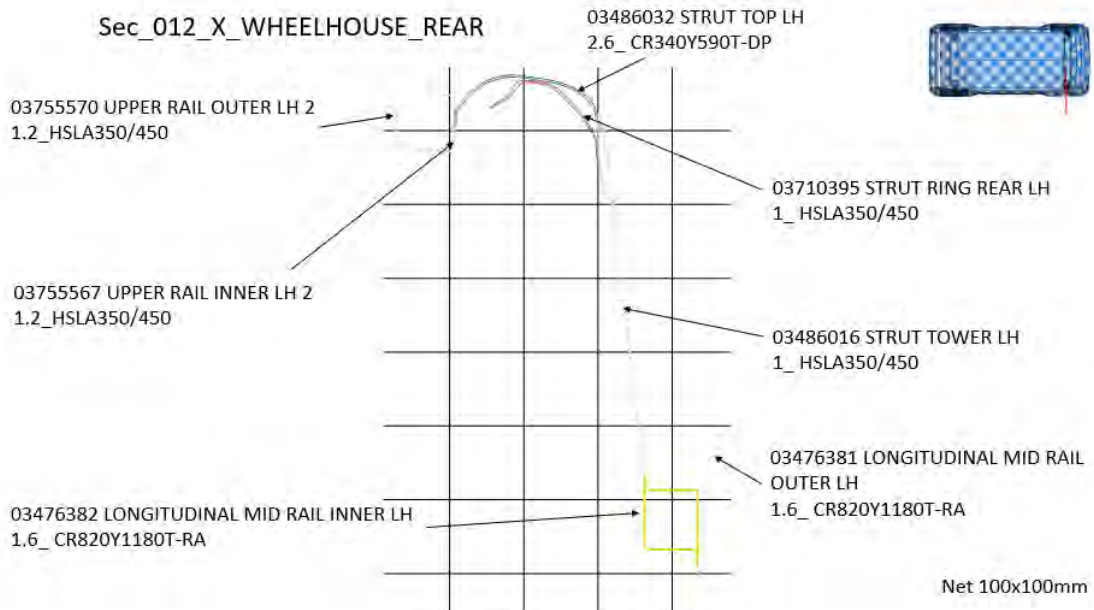 Sec_012_X_WHEELHOUSE_REAR
03486032 STRUT TOP LH
2.6_ CR340Y590T-DP
03755570 UPPER RAIL OUTER LH 2
1.2_HSLA350/450
03710395 STRUT RING REAR LH
1_ HSLA350/450
03755567 UPPER RAIL INNER LH 2
1.2_HSLA350/450
03486016 STRUT TOWER LH
1_ HSLA350/450
03476381 LONGITUDINAL MID RAIL
OUTER LH
1.6_ CR820Y1180T-RA
03476382 LONGITUDINAL MID RAIL INNER LH
1.6_ CR820Y1180T-RA
Net 100x100mm